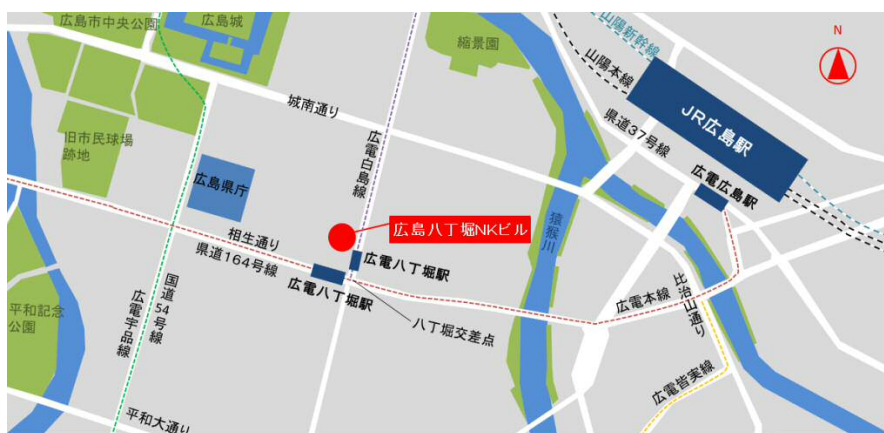 広島市中央公園
広島城
縮景園
山陽新幹線
山陽本線
N
JR広島駅
城南通り
県道37号線
広電広島駅
旧市民球場
跡地
広島県庁
広電白島線
広島八丁堀NKビル
猿猴川
相生通り
県道164号線
広電八丁堀駅
広電八丁堀駅
国道54号線
広電宇品線
八丁堀交差点
広電本線
比治山通り
平和記念
公園
広電皆実線
平和大通り